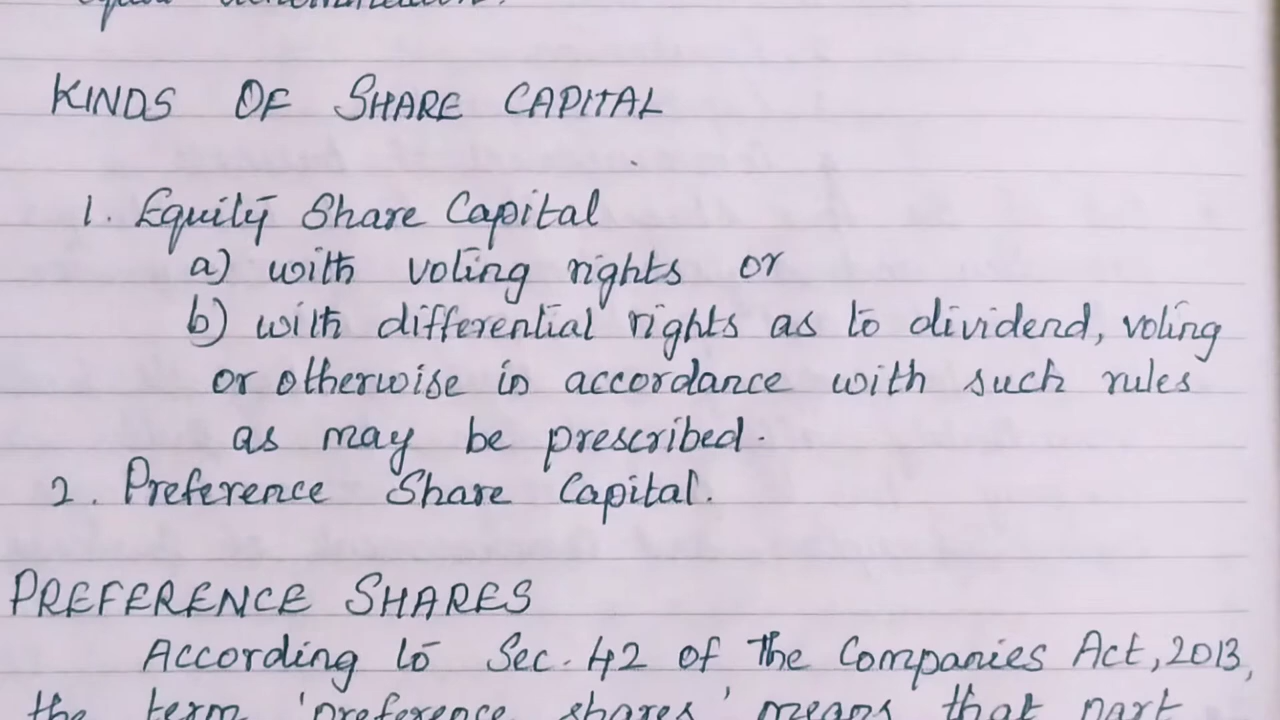 KINDS OF SHARE CAPITAL
1. Equity Share Capital
a) with voting rights or
b) with differential rights as to dividend, voting
or otherwise in accordance with such rules
as may be prescribed.
2. Preference Share Capital.
PREFERENCE SHARES
According to Sec. 42 of the Companies Act, 2013,
the term 'preference shares' means that part